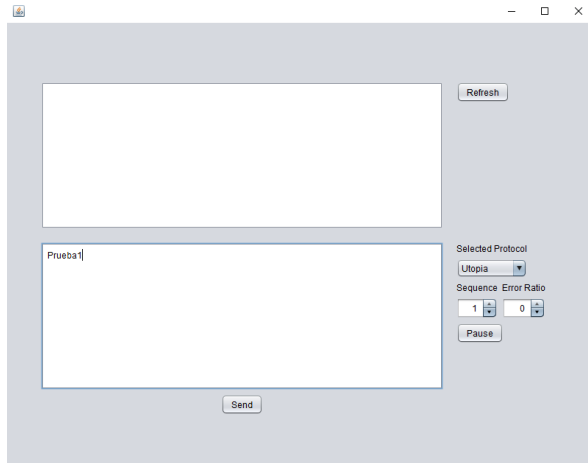 Refresh
Prueba1
Selected Protocol
Utopia
Sequence Error Ratio
1 0
Pause
Send